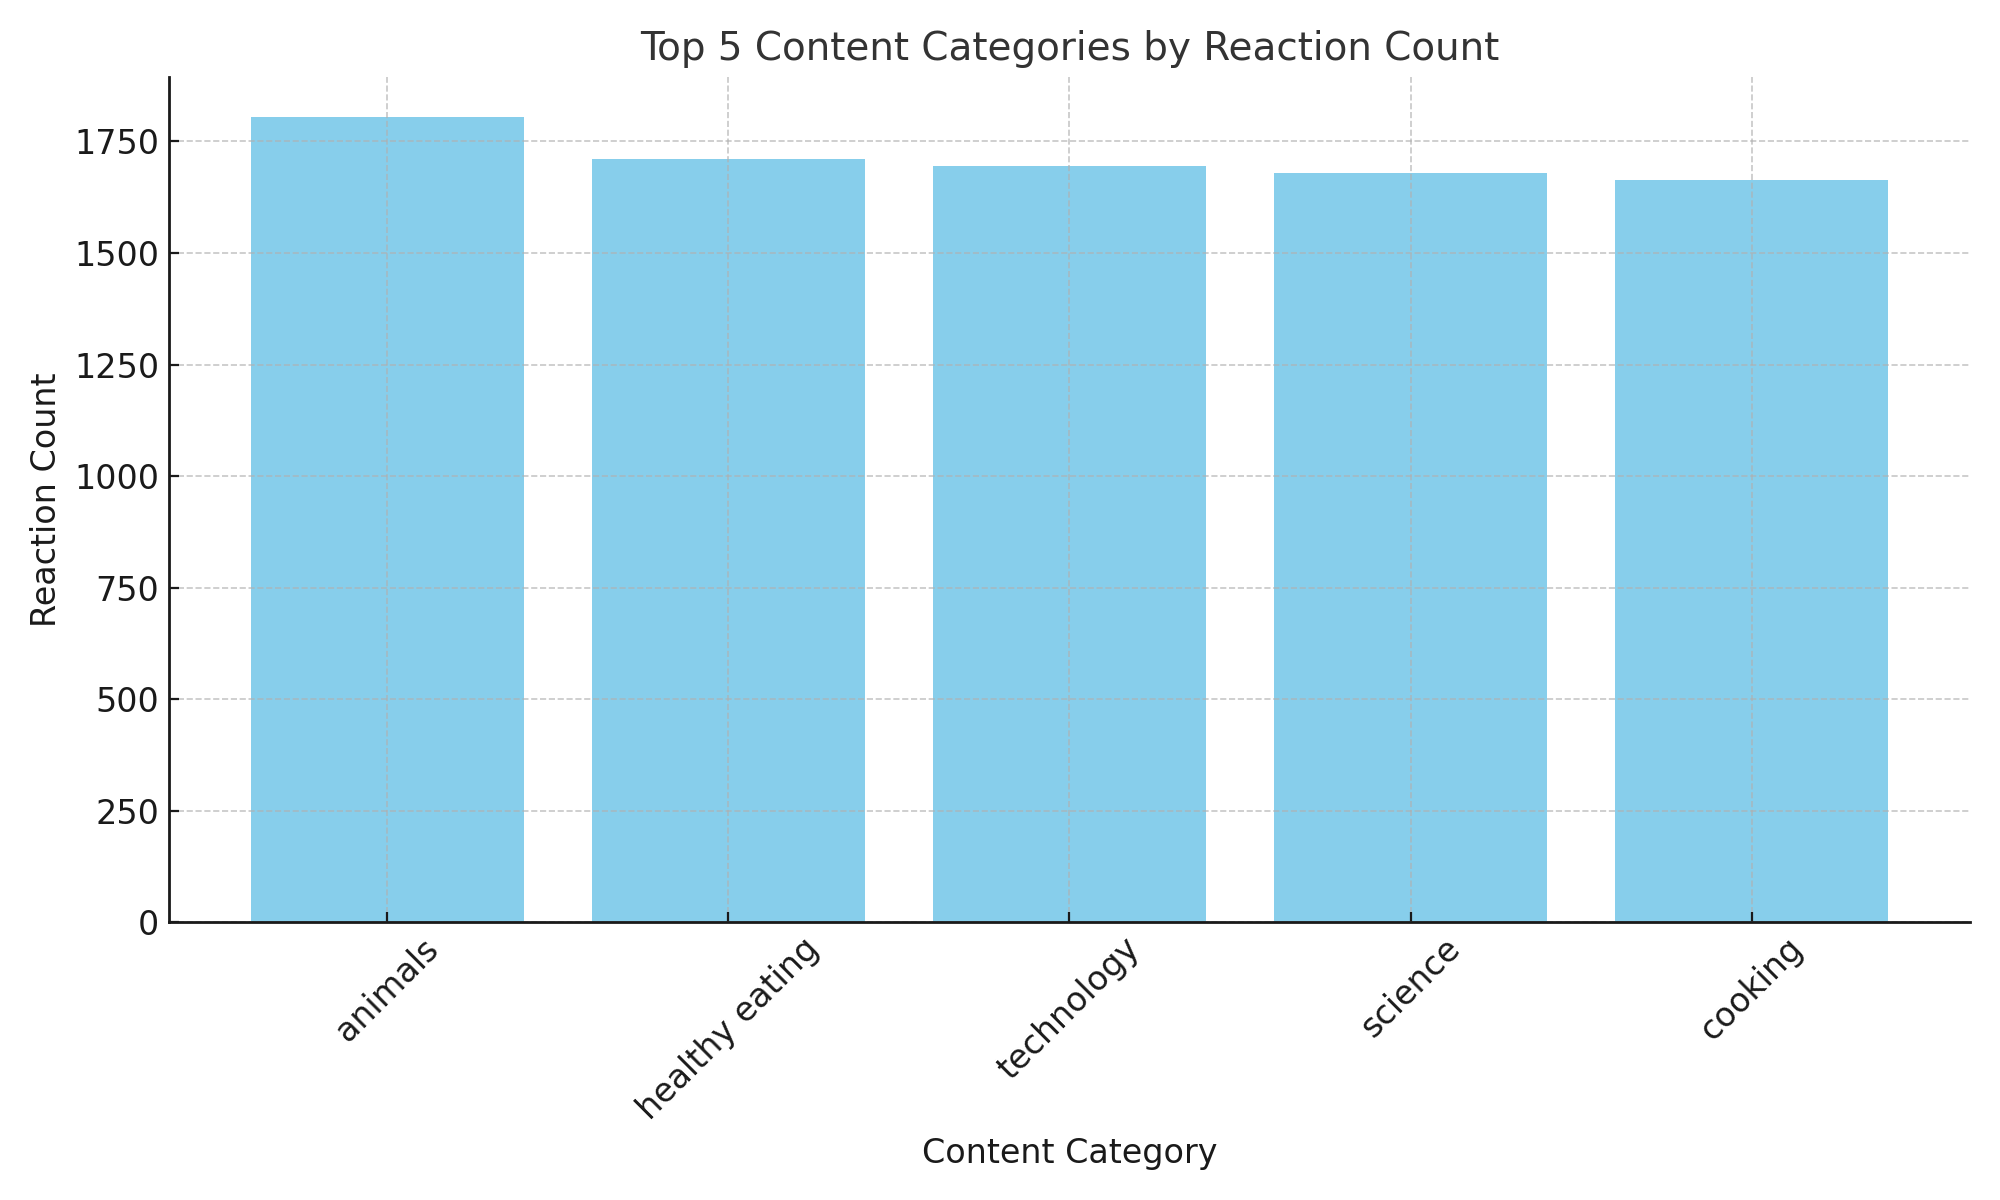 Top 5 Content Categories by Reaction Count
1750
1500
1250
1000
750
500
250
0
Reaction Count
animals
healthy eating
technology
science
cooking
Content Category